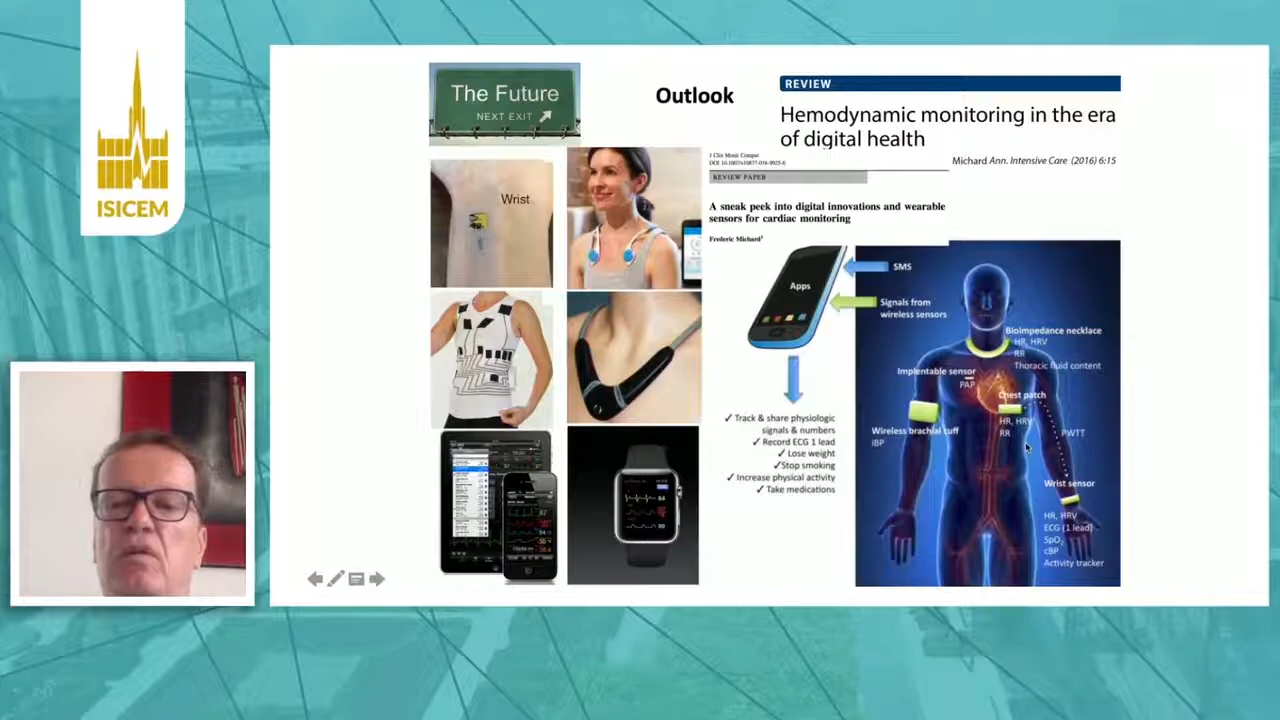 ISICEM
The Future
NEXT EXIT
Outlook
REVIEW
Hemodynamic monitoring in the era
of digital health
Michard Ann. Intensive Care (2016) 6:15
J Clin Monit Comput
REVIEW PAPER
A sneak peek into digital innovations and wearable
sensors for cardiac monitoring
Frederic Michard1
Wrist
Apps
SMS
Signals from
wireless sensors
✓ Track & share physiologic
signals & numbers
✓ Record ECG 1 lead
✓ Lose weight
✓Stop smoking
✓ Increase physical activity
✓ Take medications
Bioimpedance necklace
HR, HRV
RR
Thoracic fluid content
Implantable sensor
PAP
Chest patch
HR, HRV
RR
Wireless brachial cuff
iBP
PWTT
Wrist sensor
HR, HRV
ECG (1 lead)
SpO₂
cBP
Activity tracker